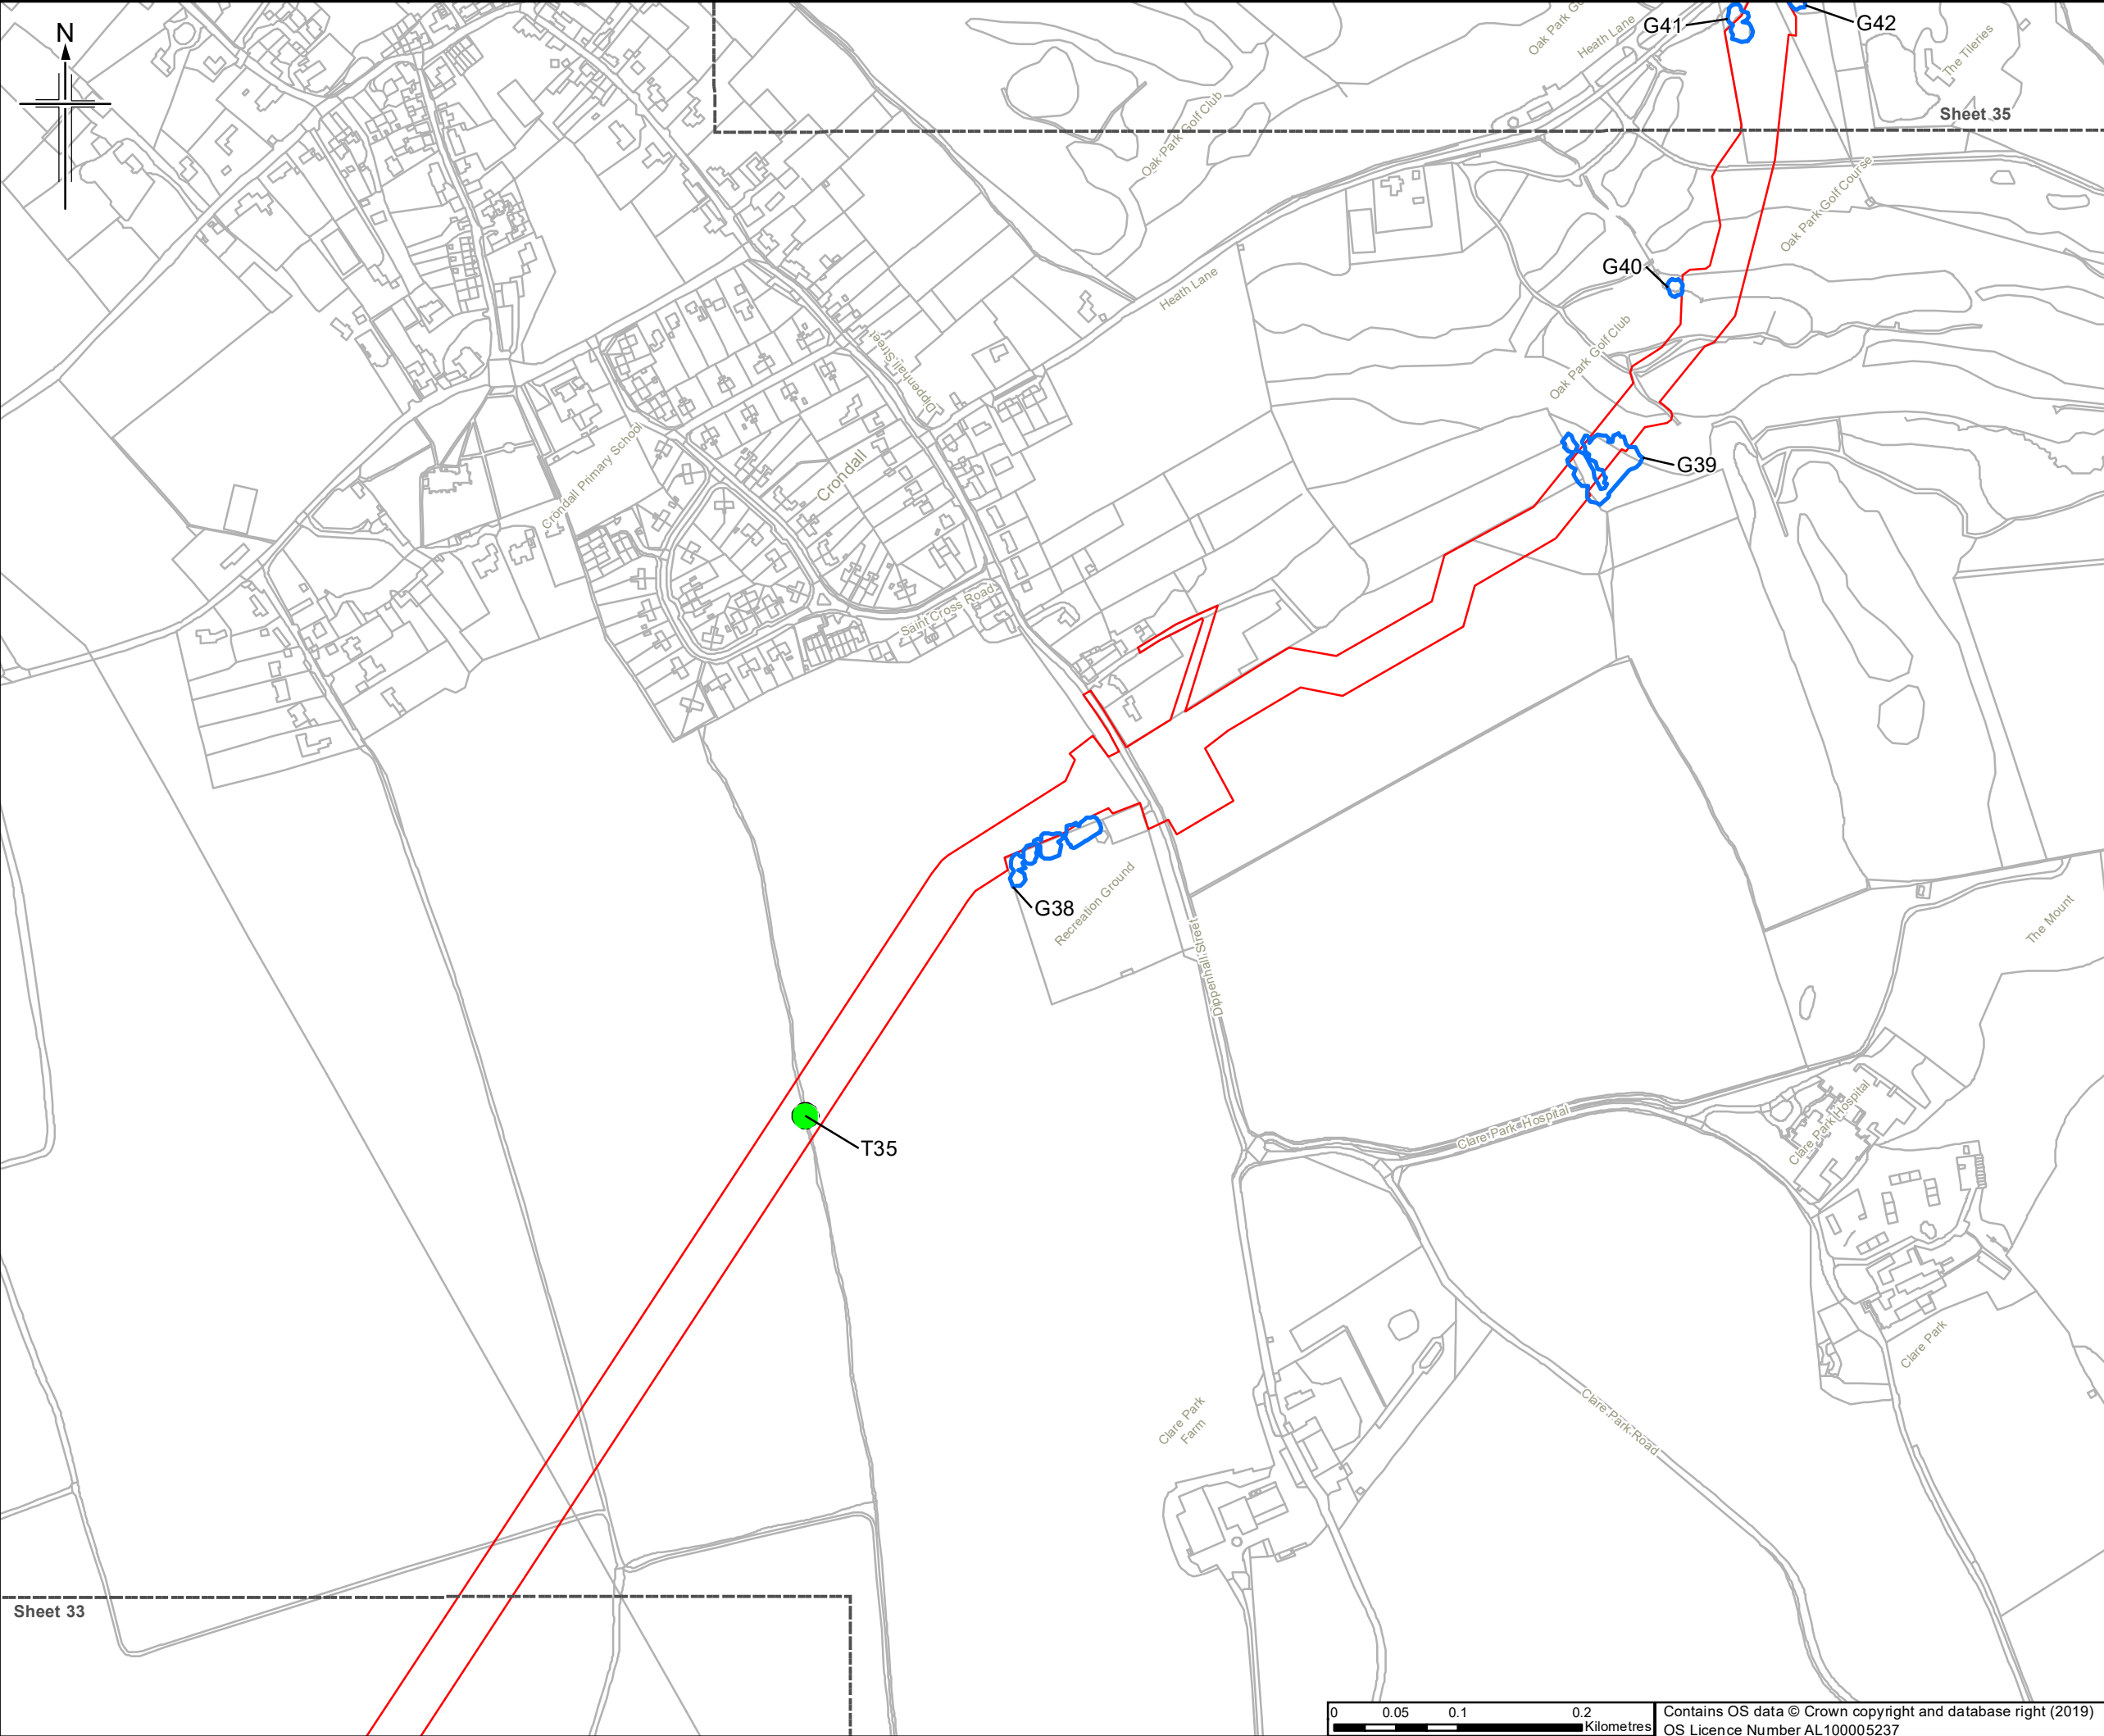 N
G41
G42
Oak Park Go
Heath Lane
The Tileries
Sheet 35
Oak Park Golf Club
Oak Park Golf Course
G40
Heath Lane
Oak Park Golf Club
Dippenhall Street
Crondall Primary School
Crondall
G39
Saint Cross Road
G38
Recreation Ground
Dippenhall Street
The Mount
T35
Clare Park Hospital
Clare Park Hospital
Clare Park
Clare Park
Farm
Clare Park Road
Sheet 33
0 0.05 0.1 0.2
Kilometres
Contains OS data © Crown copyright and database right (2019)
OS Licence Number AL100005237